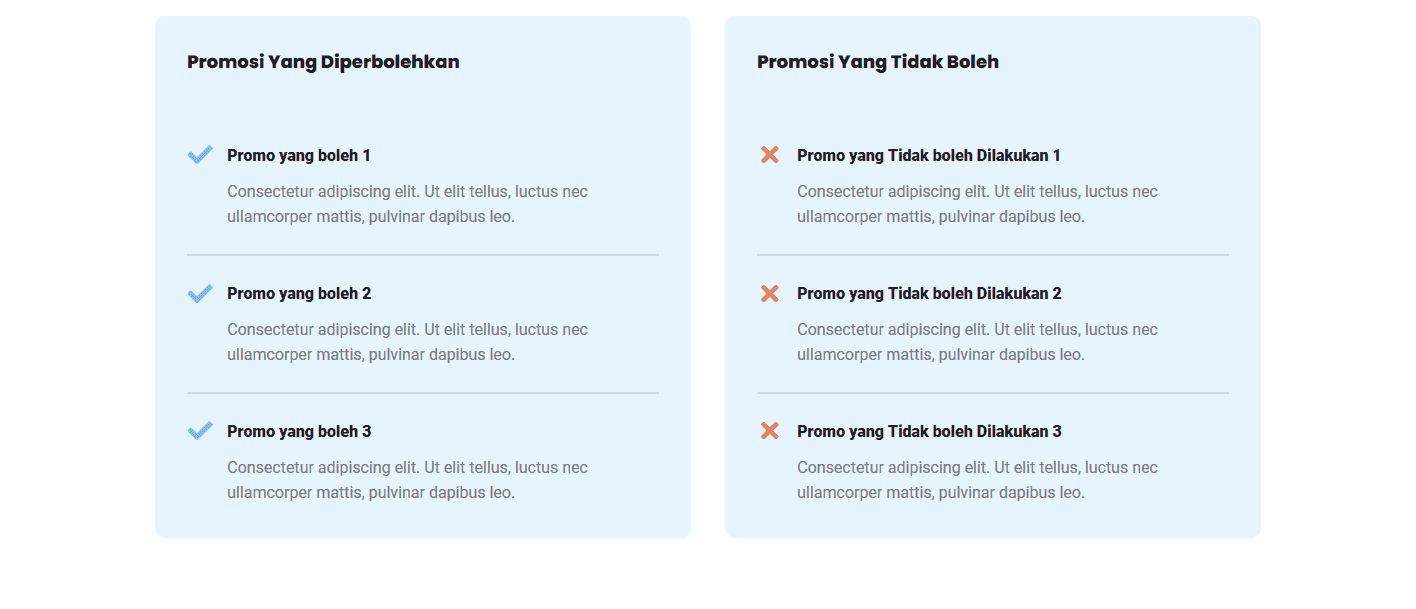 Promosi Yang Diperbolehkan
Promo yang boleh 1
Consectetur adipiscing elit. Ut elit tellus, luctus nec
ullamcorper mattis, pulvinar dapibus leo.
Promo yang boleh 2
Consectetur adipiscing elit. Ut elit tellus, luctus nec
ullamcorper mattis, pulvinar dapibus leo.
Promo yang boleh 3
Consectetur adipiscing elit. Ut elit tellus, luctus nec
ullamcorper mattis, pulvinar dapibus leo.
Promosi Yang Tidak Boleh
Promo yang Tidak boleh Dilakukan 1
Consectetur adipiscing elit. Ut elit tellus, luctus nec
ullamcorper mattis, pulvinar dapibus leo.
Promo yang Tidak boleh Dilakukan 2
Consectetur adipiscing elit. Ut elit tellus, luctus nec
ullamcorper mattis, pulvinar dapibus leo.
Promo yang Tidak boleh Dilakukan 3
Consectetur adipiscing elit. Ut elit tellus, luctus nec
ullamcorper mattis, pulvinar dapibus leo.